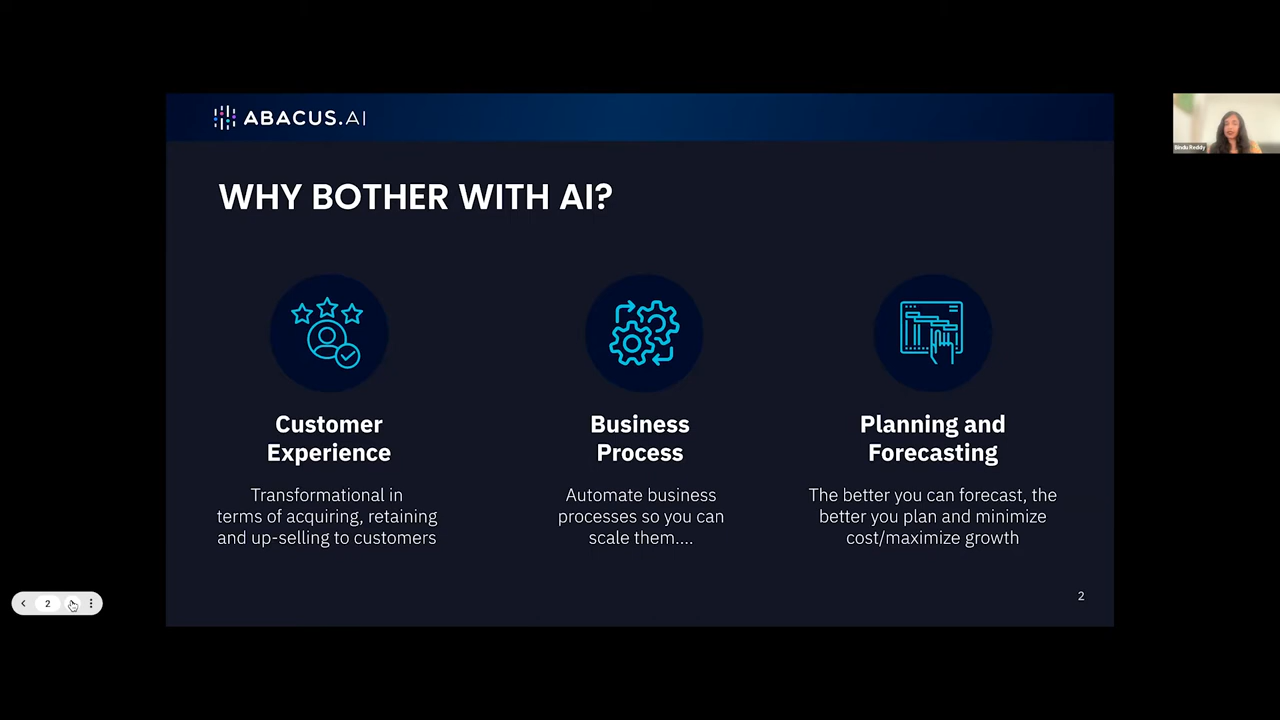 ABACUS.AI
Bindu Reddy
WHY BOTHER WITH AI?
Customer
Experience
Transformational in
terms of acquiring, retaining
and up-selling to customers
Business
Process
Automate business
processes so you can
scale them....
Planning and
Forecasting
The better you can forecast, the
better you plan and minimize
cost/maximize growth
2
2